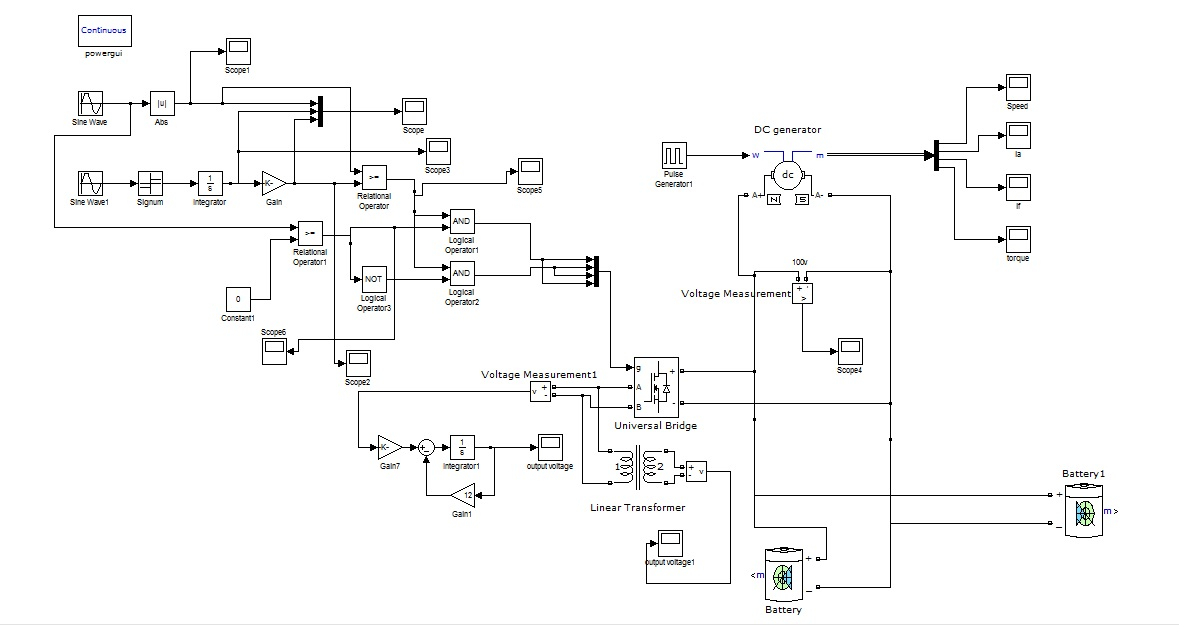 Continuous
powergui
Scope1
Sine Wave
|u|
Abs
Scope
Scope3
Sine Wave1
Signum
1
s
Integrator
-K-
Gain
>=
Relational
Operator
Scope5
>=
Relational
Operator1
AND
Logical
Operator1
NOT
Logical
Operator3
AND
Logical
Operator2
0
Constant1
Scope6
Scope2
DC generator
Pulse
Generator1
w
m
dc
A+
N
S
A-
Speed
Ia
If
torque
100v
Voltage Measurement
+
-
>
Scope4
Voltage Measurement1
v
+
-
g
A
B
+
-
Universal Bridge
-K-
Gain7
+
-
1
s
Integrator1
output voltage
12
Gain1
1
2
Linear Transformer
+
-
v
output voltage1
Battery1
+
-
m >
<m
+
-
Battery